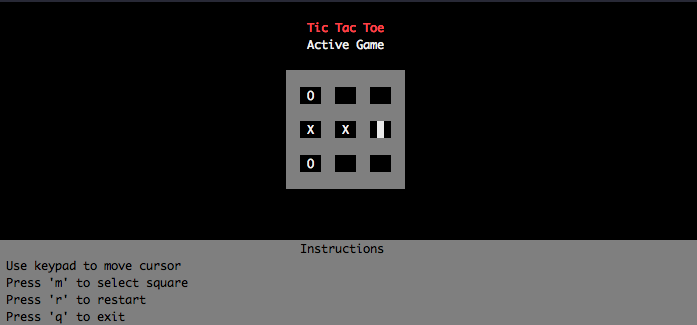 Tic Tac Toe
Active Game
O
X X
O
Instructions
Use keypad to move cursor
Press 'm' to select square
Press 'r' to restart
Press 'q' to exit